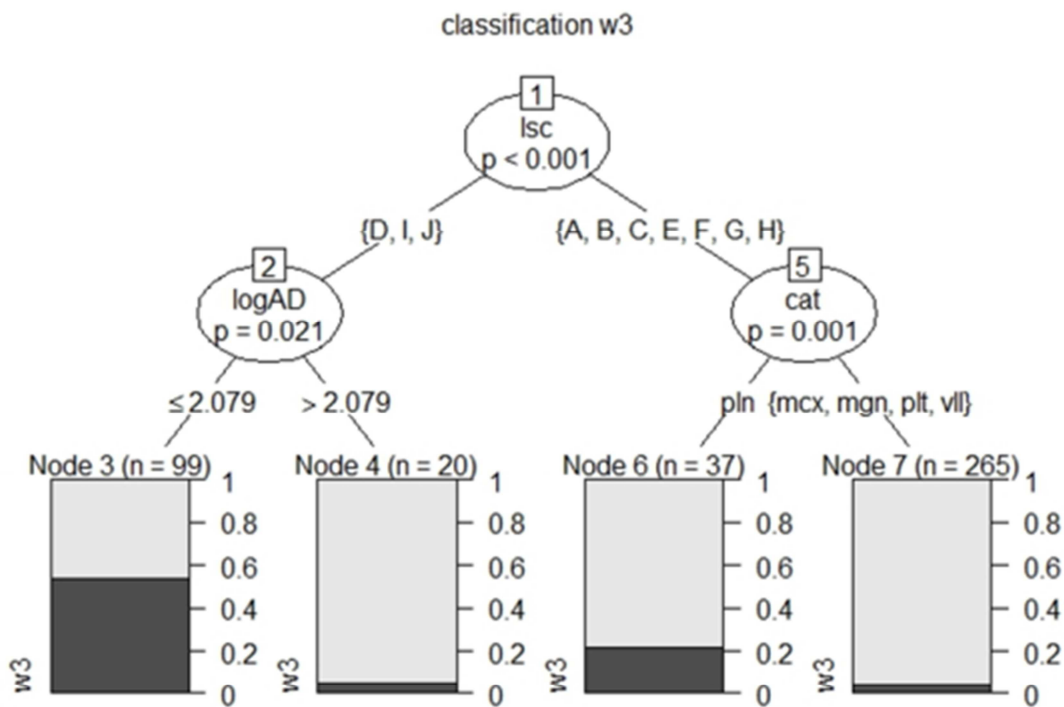 classification w3
1
lsc
p < 0.001
{D, I, J} {A, B, C, E, F, G, H}
2 5
logAD cat
p = 0.021 p = 0.001
≤ 2.079 > 2.079 pln {mcx, mgn, plt, vll}
Node 3 (n = 99) Node 4 (n = 20) Node 6 (n = 37) Node 7 (n = 265)
1 1 1 1
0.8 0.8 0.8 0.8
0.6 0.6 0.6 0.6
0.4 0.4 0.4 0.4
0.2 0.2 0.2 0.2
w3 w3 w3 w3
0 0 0 0